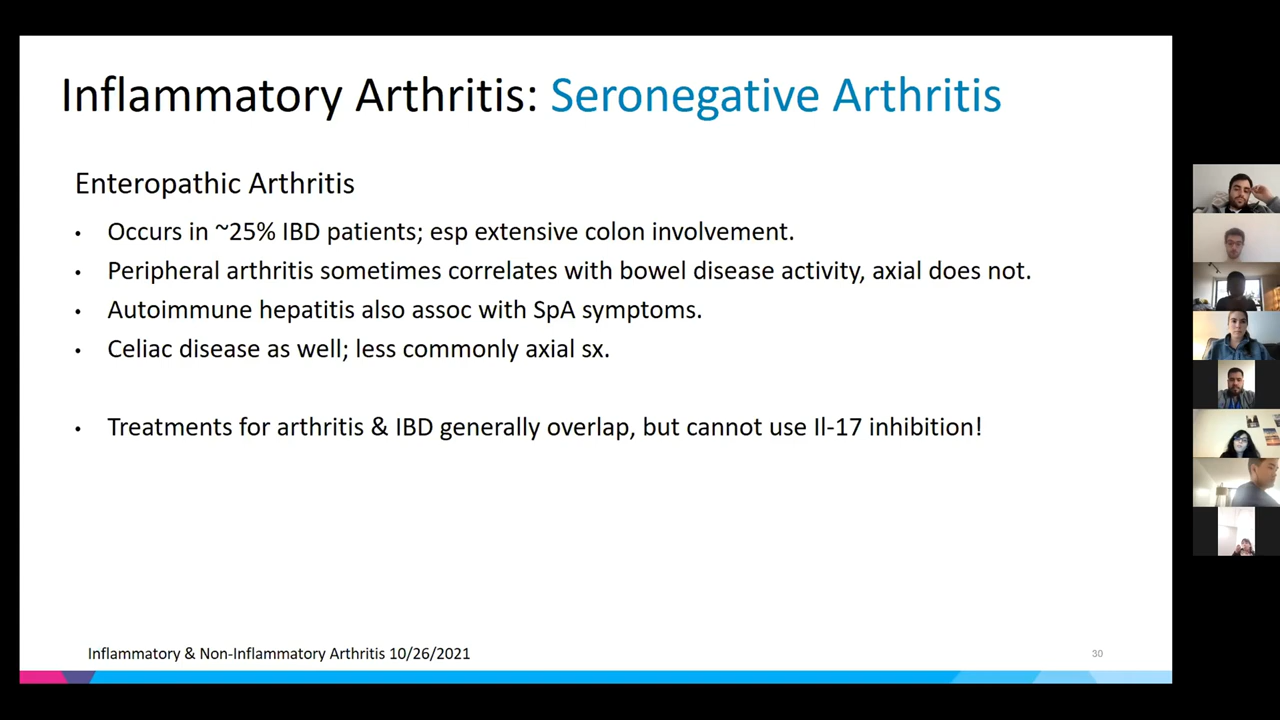 Inflammatory Arthritis: Seronegative Arthritis
Enteropathic Arthritis
• Occurs in ~25% IBD patients; esp extensive colon involvement.
• Peripheral arthritis sometimes correlates with bowel disease activity, axial does not.
• Autoimmune hepatitis also assoc with SpA symptoms.
• Celiac disease as well; less commonly axial sx.
• Treatments for arthritis & IBD generally overlap, but cannot use Il-17 inhibition!
Inflammatory & Non-Inflammatory Arthritis 10/26/2021
30